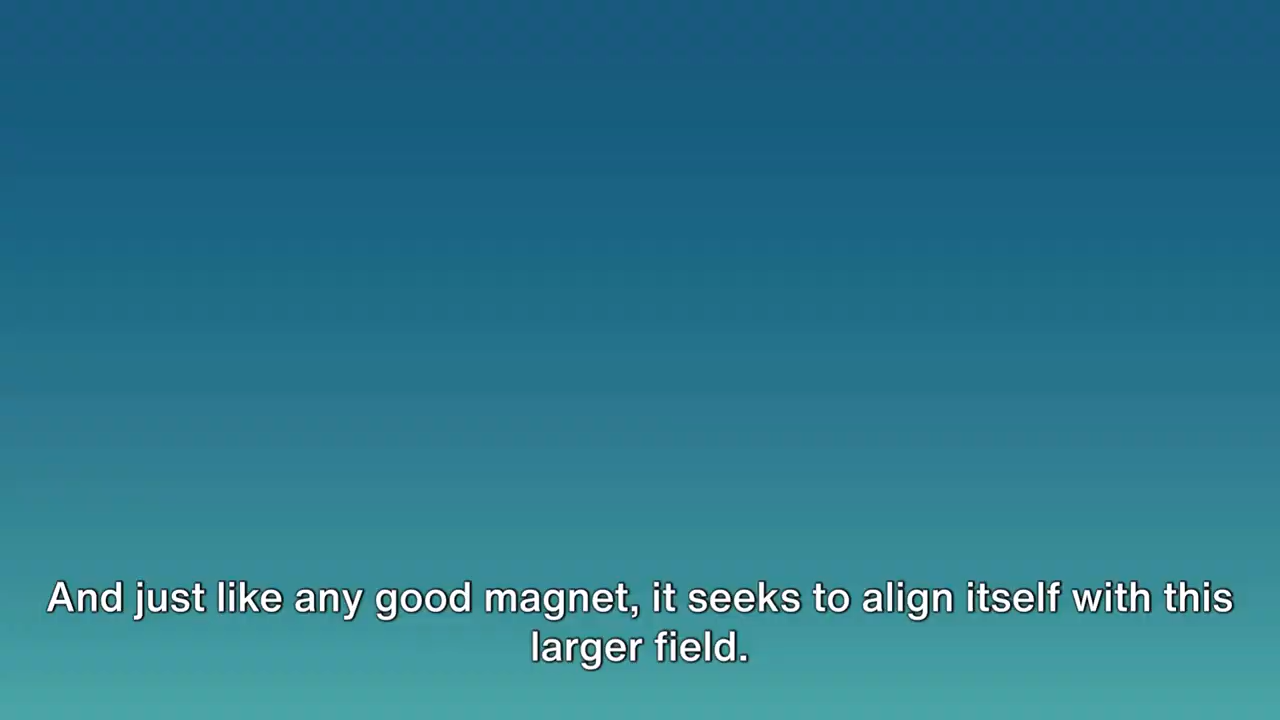 And just like any good magnet, it seeks to align itself with this
larger field.